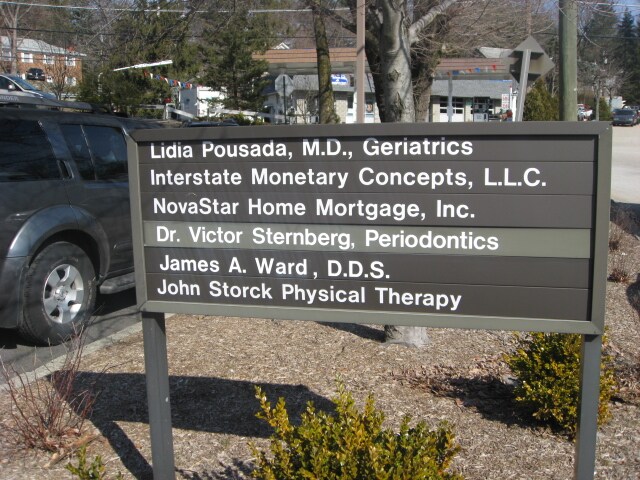 Lidia Pousada, M.D., Geriatrics
Interstate Monetary Concepts, L.L.C.
NovaStar Home Mortgage, Inc.
Dr. Victor Sternberg, Periodontics
James A. Ward, D.D.S.
John Storck Physical Therapy